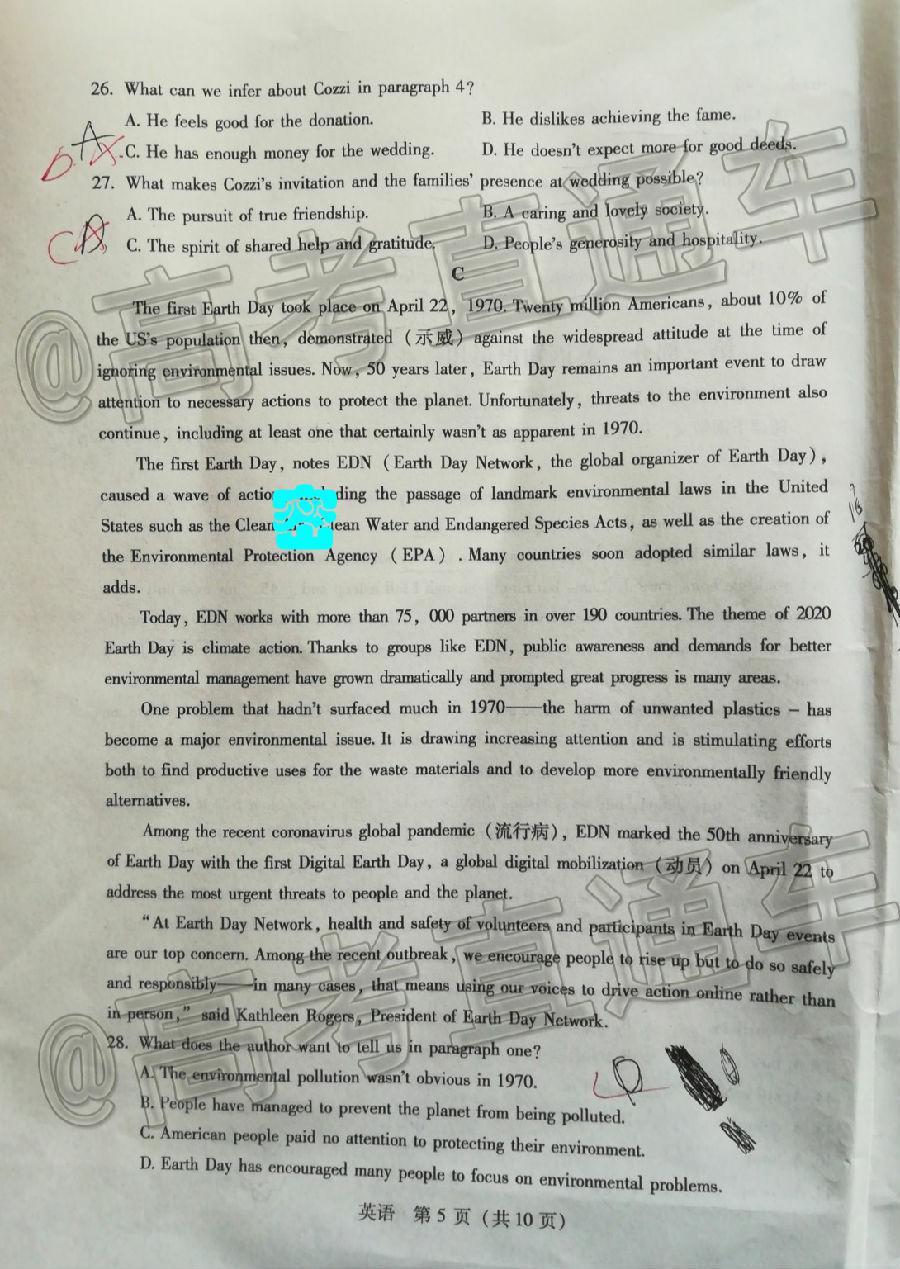 26. What can we infer about Cozzi in paragraph 4?
A. He feels good for the donation. B. He dislikes achieving the fame.
A
D
C. He has enough money for the wedding. D. He doesn't expect more for good deeds.
27. What makes Cozzi's invitation and the families' presence at wedding possible?
A. The pursuit of true friendship. B. A caring and lovely society.
C
C. The spirit of shared help and gratitude. D. People's generosity and hospitality.
C
The first Earth Day took place on April 22, 1970. Twenty million Americans, about 10% of
the US's population then, demonstrated (示威) against the widespread attitude at the time of
ignoring environmental issues. Now, 50 years later, Earth Day remains an important event to draw
attention to necessary actions to protect the planet. Unfortunately, threats to the environment also
continue, including at least one that certainly wasn't as apparent in 1970.
The first Earth Day, notes EDN (Earth Day Network, the global organizer of Earth Day),
caused a wave of the passage of landmark environmental laws in the United
States such as the Clean Water and Endangered Species Acts, as well as the creation of
the Environmental Protection Agency (EPA). Many countries soon adopted similar laws, it
adds.
Today, EDN works with more than 75, 000 partners in over 190 countries. The theme of 2020
Earth Day is climate action. Thanks to groups like EDN, public awareness and demands for better
environmental management have grown dramatically and prompted great progress is many areas.
One problem that hadn't surfaced much in 1970——the harm of unwanted plastics – has
become a major environmental issue. It is drawing increasing attention and is stimulating efforts
both to find productive uses for the waste materials and to develop more environmentally friendly
alternatives.
Among the recent coronavirus global pandemic (流行病), EDN marked the 50th anniversary
of Earth Day with the first Digital Earth Day, a global digital mobilization (动员) on April 22 to
address the most urgent threats to people and the planet.
"At Earth Day Network, health and safety of volunteers and participants in Earth Day events
are our top concern. Among the recent outbreak, we encourage people to rise up but to do so safely
and responsibly——in many cases, that means using our voices to drive action online rather than
in person," said Kathleen Rogers, President of Earth Day Network.
28. What does the author want to tell us in paragraph one?
A. The environmental pollution wasn't obvious in 1970.
B. People have managed to prevent the planet from being polluted.
C. American people paid no attention to protecting their environment.
D. Earth Day has encouraged many people to focus on environmental problems.
英语 第 5 页 (共 10 页)
@高考直通车
@高考直通车